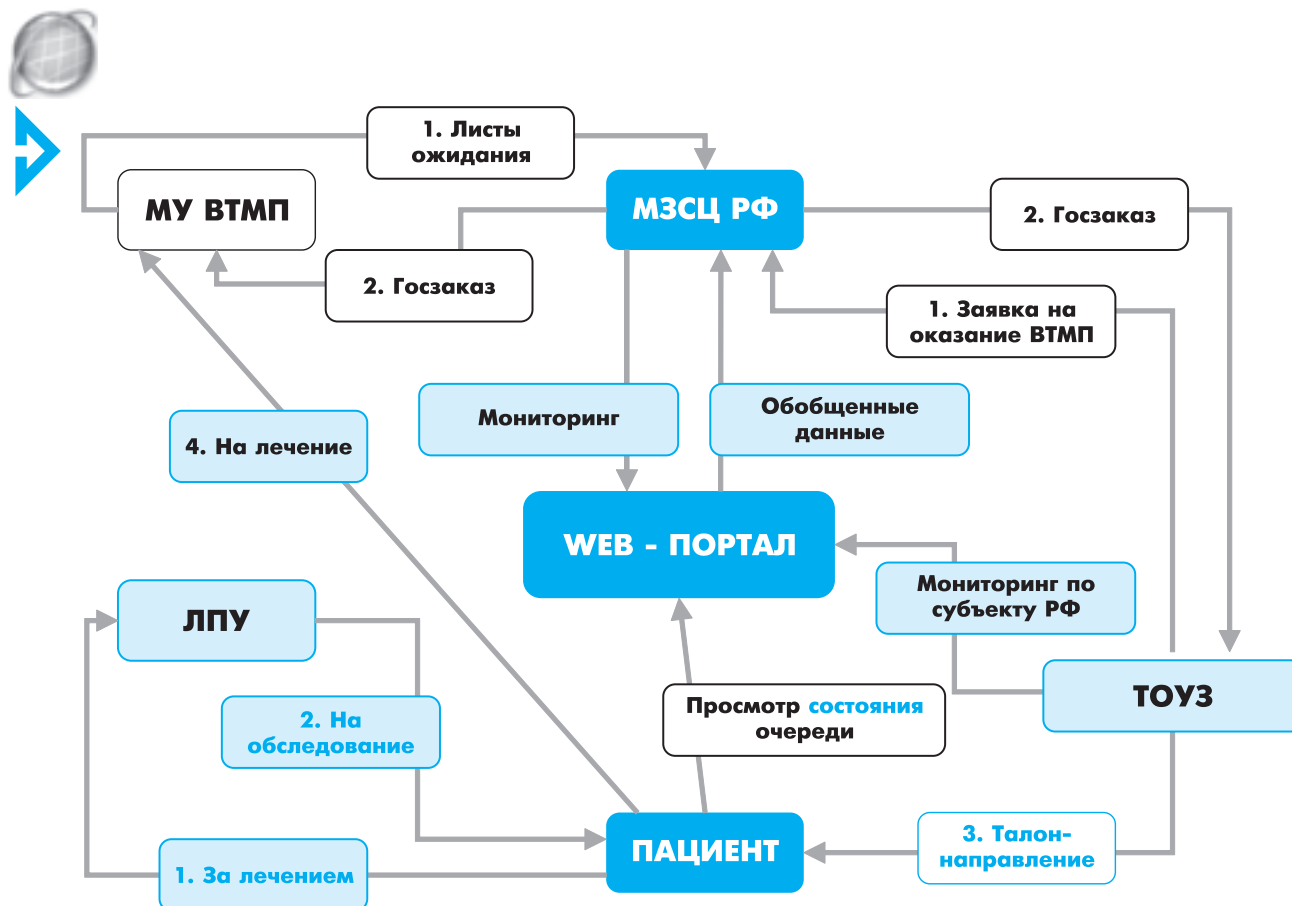 1. Листы
ожидания
МУ ВТМП
МЗСЦ РФ
2. Госзаказ
2. Госзаказ
1. Заявка на
оказание ВТМП
Мониторинг
Обобщенные
данные
4. На лечение
WEB - ПОРТАЛ
Мониторинг по
субъекту РФ
ЛПУ
ТОУЗ
2. На
обследование
Просмотр состояния
очереди
3. Талон-
направление
ПАЦИЕНТ
1. За лечением